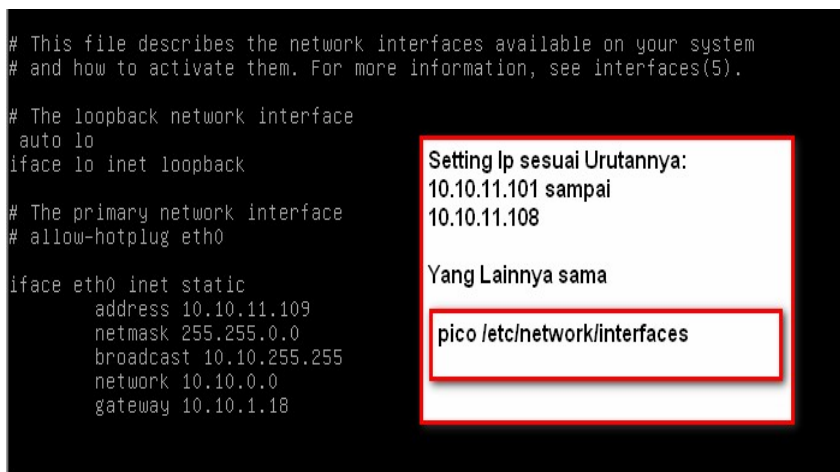 # This file describes the network interfaces available on your system
# and how to activate them. For more information, see interfaces(5).
# The loopback network interface
auto lo
iface lo inet loopback
# The primary network interface
# allow-hotplug eth0
iface eth0 inet static
address 10.10.11.109
netmask 255.255.0.0
broadcast 10.10.255.255
network 10.10.0.0
gateway 10.10.1.18
Setting Ip sesuai Urutannya:
10.10.11.101 sampai
10.10.11.108
Yang Lainnya sama
pico /etc/network/interfaces